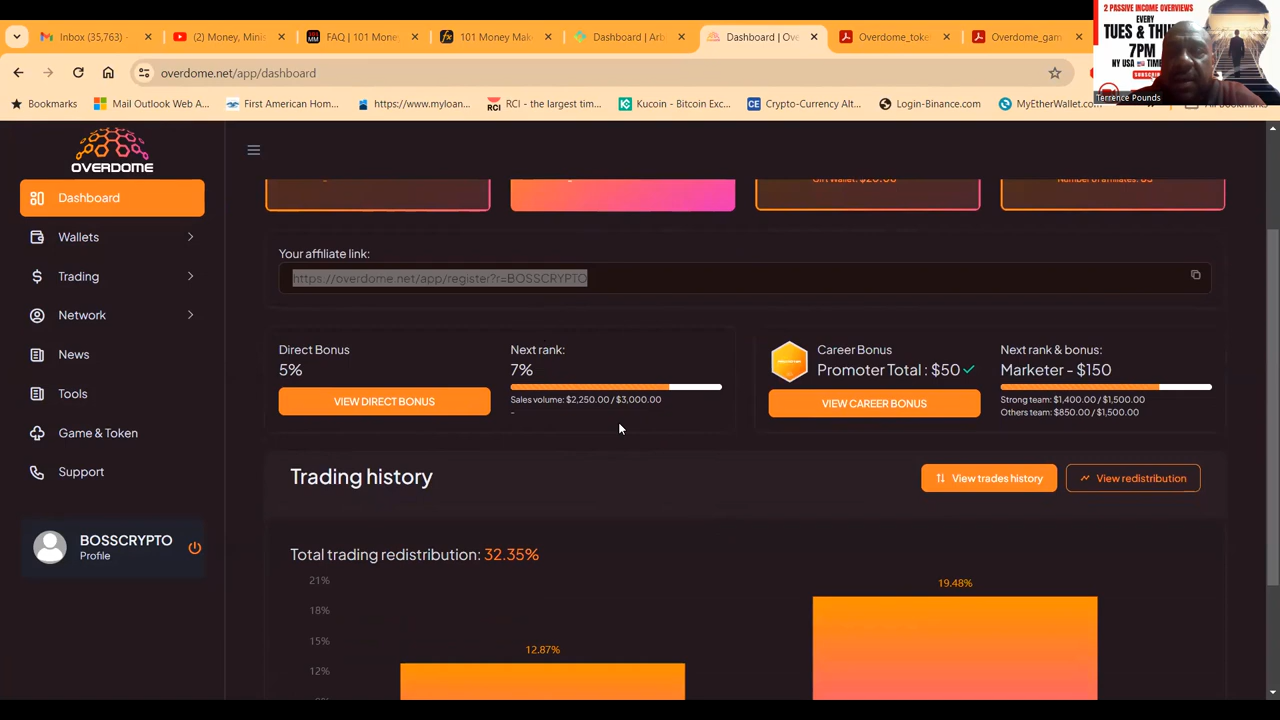 Inbox (35,763) -
(2) Money, Minis
FAQ | 101 Mone
101 Money Mak
Dashboard | Arb
Dashboard | Ov
Overdome_toke
Overdome_gam
overdome.net/app/dashboard
Bookmarks
Mail Outlook Web A...
First American Hom...
https://www.myloan...
RCI - the largest tim...
Kucoin - Bitcoin Exc...
Crypto-Currency Alt...
Login-Binance.com
MyEtherWallet.com
2 PASSIVE INCOME OVERVIEWS
EVERY
TUES & THU
7PM
NY USA TIM
SUBSCRI
Terrence Pounds
OVERDOME
Dashboard
Wallets
Trading
Network
News
Tools
Game & Token
Support
BOSSCRYPTO
Profile
Your affiliate link:
https://overdome.net/app/register?r=BOSSCRYPTO
Direct Bonus
5%
VIEW DIRECT BONUS
Next rank:
7%
Sales volume: $2,250.00 / $3,000.00
-
Career Bonus
Promoter Total : $50
VIEW CAREER BONUS
Next rank & bonus:
Marketer - $150
Strong team: $1,400.00 / $1,500.00
Others team: $850.00 / $1,500.00
Trading history
View trades history
View redistribution
Total trading redistribution: 32.35%
21%
18%
15%
12%
12.87%
19.48%